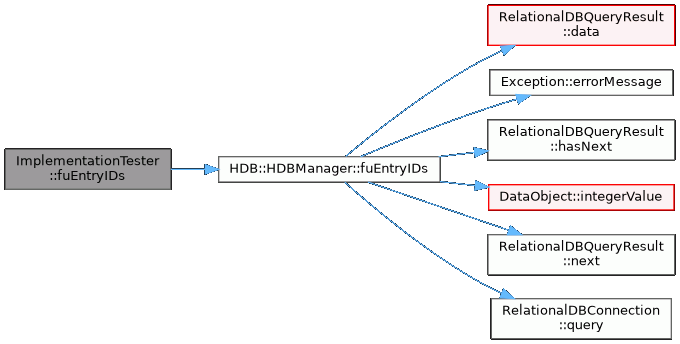 ImplementationTester
::fuEntryIDs
HDB::HDBManager::fuEntryIDs
RelationalDBQueryResult
::data
Exception::errorMessage
RelationalDBQueryResult
::hasNext
DataObject::integerValue
RelationalDBQueryResult
::next
RelationalDBConnection
::query